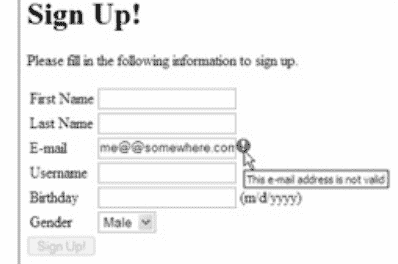 Sign Up!
Please fill in the following information to sign up.
First Name
Last Name
E-mail me@@somewhere.com
Username
This e-mail address is not valid
Birthday (m/d/yyyy)
Gender Male
Sign Up!